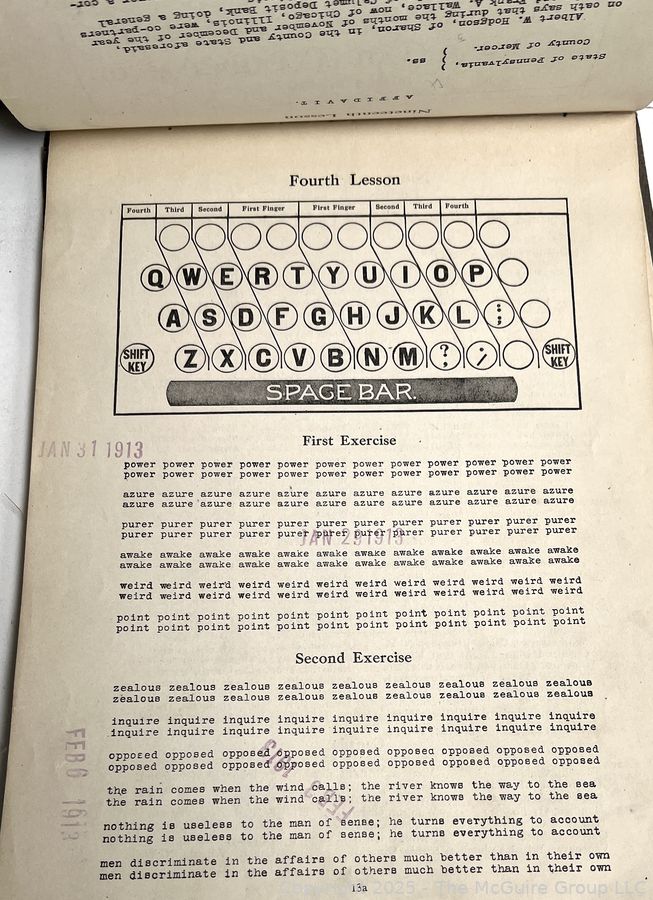 Nineteenth Lesson
AFFIDAVIT.
State of Pennsylvania,
County of Mercer.
ss.
Albert W. Hodgson, of Sharon, in the County and State aforesaid,
on oath says that during the months of November and December of the year
Frank A. Wallace, now of Chicago, Illinois, were co-partners
Calumet Deposit Bank, doing a general
Fourth Lesson
Fourth Third Second First Finger First Finger Second Third Fourth
Q W E R T Y U I O P
A S D F G H J K L ; :
SHIFT KEY Z X C V B N M ? , / SHIFT KEY
SPACE BAR.
First Exercise
JAN 31 1913
power power power power power power power power power power power power
power power power power power power power power power power power power
azure azure azure azure azure azure azure azure azure azure azure azure
azure azure azure azure azure azure azure azure azure azure azure azure
purer purer purer purer purer purer purer purer purer purer purer purer
purer purer purer purer purer purer purer purer purer purer purer purer
JAN 29 1913
awake awake awake awake awake awake awake awake awake awake awake awake
awake awake awake awake awake awake awake awake awake awake awake awake
weird weird weird weird weird weird weird weird weird weird weird weird
weird weird weird weird weird weird weird weird weird weird weird weird
point point point point point point point point point point point point
point point point point point point point point point point point point
Second Exercise
zealous zealous zealous zealous zealous zealous zealous zealous zealous
zealous zealous zealous zealous zealous zealous zealous zealous zealous
inquire inquire inquire inquire inquire inquire inquire inquire inquire
inquire inquire inquire inquire inquire inquire inquire inquire inquire
opposed opposed opposed opposed opposed opposed opposed opposed opposed
opposed opposed opposed opposed opposed opposed opposed opposed opposed
FEB 6 1913
the rain comes when the wind calls; the river knows the way to the sea
the rain comes when the wind calls; the river knows the way to the sea
nothing is useless to the man of sense; he turns everything to account
nothing is useless to the man of sense; he turns everything to account
men discriminate in the affairs of others much better than in their own
men discriminate in the affairs of others much better than in their own
13a
Copyright 2025 - The McGuire Group LLC